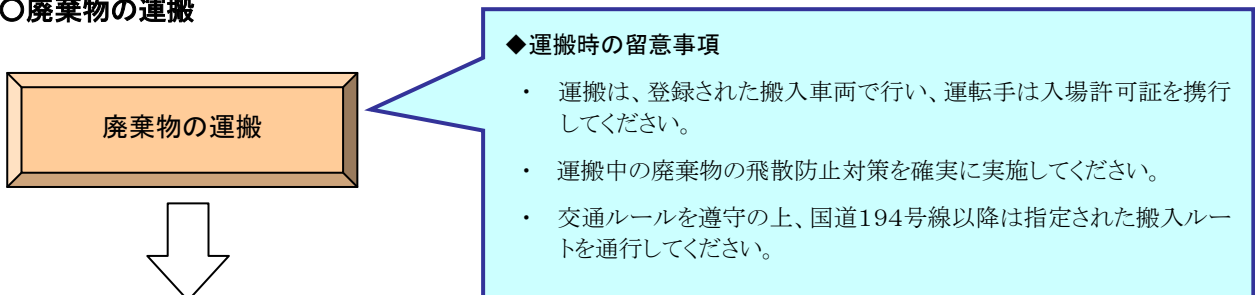 〇廃棄物の運搬
◆運搬時の留意事項
廃棄物の運搬
・ 運搬は、登録された搬入車両で行い、運転手は入場許可証を携行
してください。
・ 運搬中の廃棄物の飛散防止対策を確実に実施してください。
・ 交通ルールを遵守の上、国道194号線以降は指定された搬入ルー
トを通行してください。